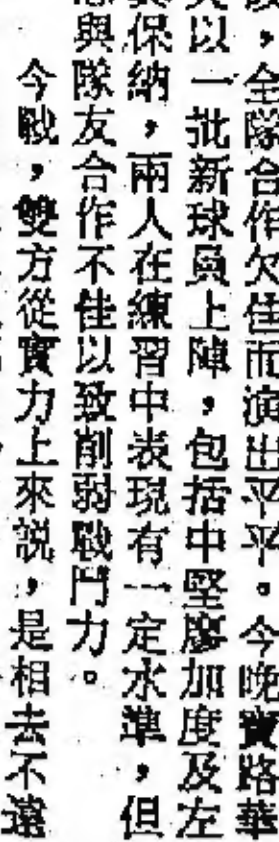 ，全隊合作欠佳而演出平平。今晚寶路華
以一批新球員上陣，包括中堅廖加度及左
保納，兩人在練習中表現有一定水準，但
與隊友合作不佳以致削弱戰鬥力。
今戰，雙方從實力上來説，是相去不遠